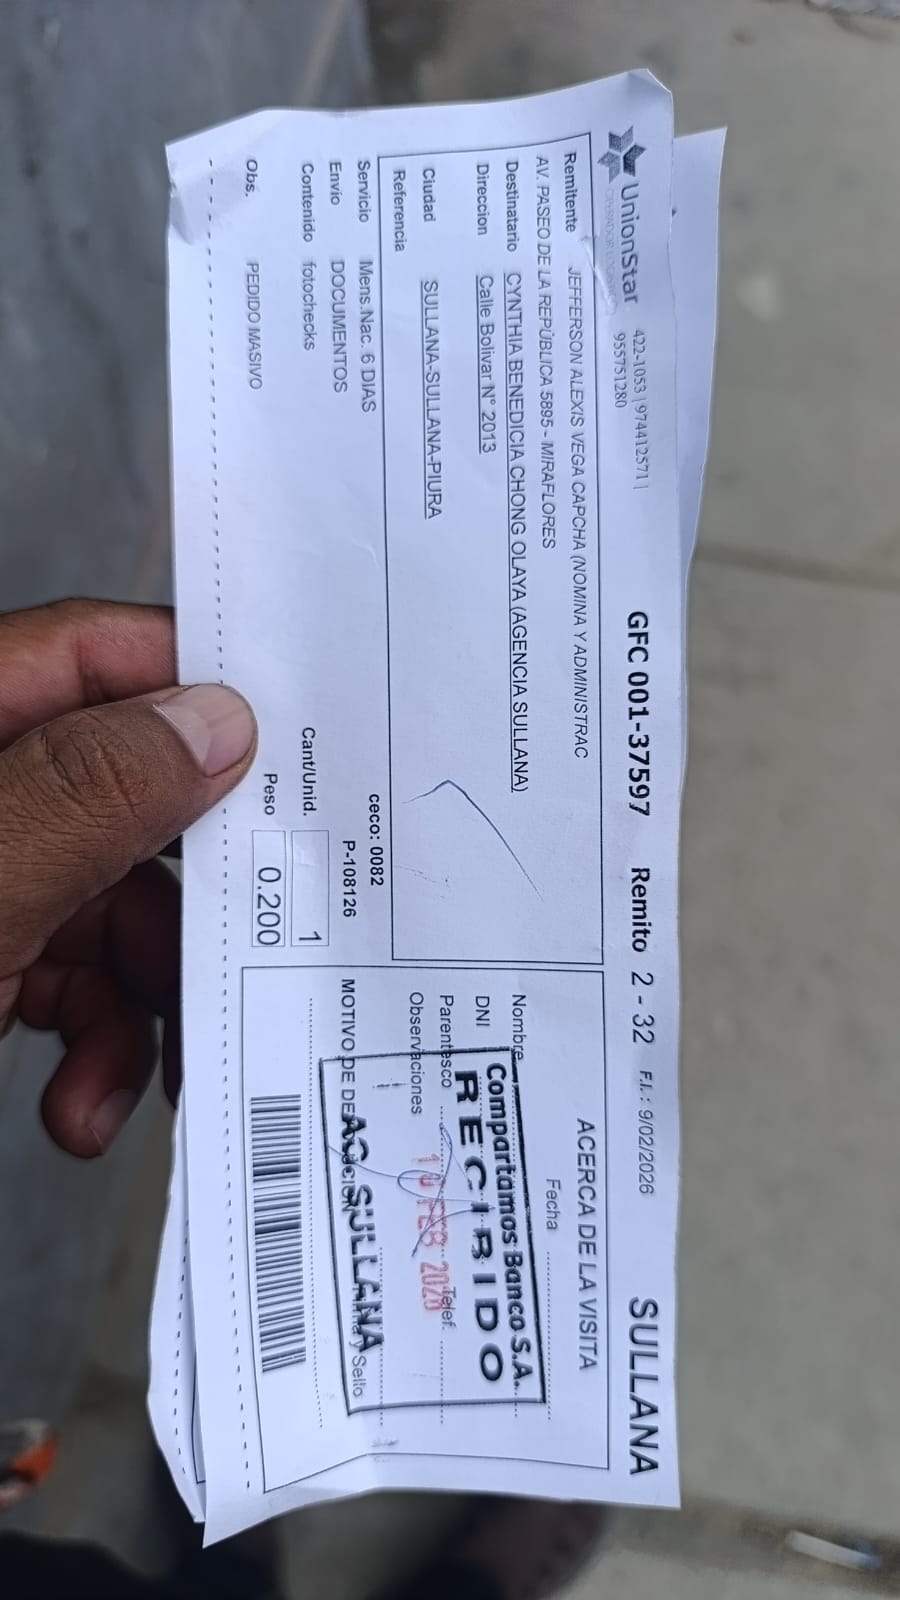 UnionStar
422-1053 | 974412571 |
955751280
GFC 001-37597
Remito 2 - 32
F.I.: 9/02/2026
SULLANA
Remitente JEFFERSON ALEXIS VEGA CAPCHA (NOMINA Y ADMINISTRAC
AV. PASEO DE LA REPÚBLICA 5895 - MIRAFLORES
Destinatario CYNTHIA BENEDICIA CHONG OLAYA (AGENCIA SULLANA)
Direccion Calle Bolivar N° 2013
Ciudad SULLANA-SULLANA-PIURA
Referencia
Servicio Mens.Nac. 6 DIAS
ceco: 0082
Envio DOCUMENTOS
P-108126
Contenido fotochecks
Cant/Unid. 1
Peso 0.200
Obs. PEDIDO MASIVO
ACERCA DE LA VISITA
Fecha
Nombre
DNI
Parentesco
Telef.
Observaciones
MOTIVO DE
y Sello
Compartamos Banco S.A.
RECIBIDO
FEB 2026
AG. SULLANA